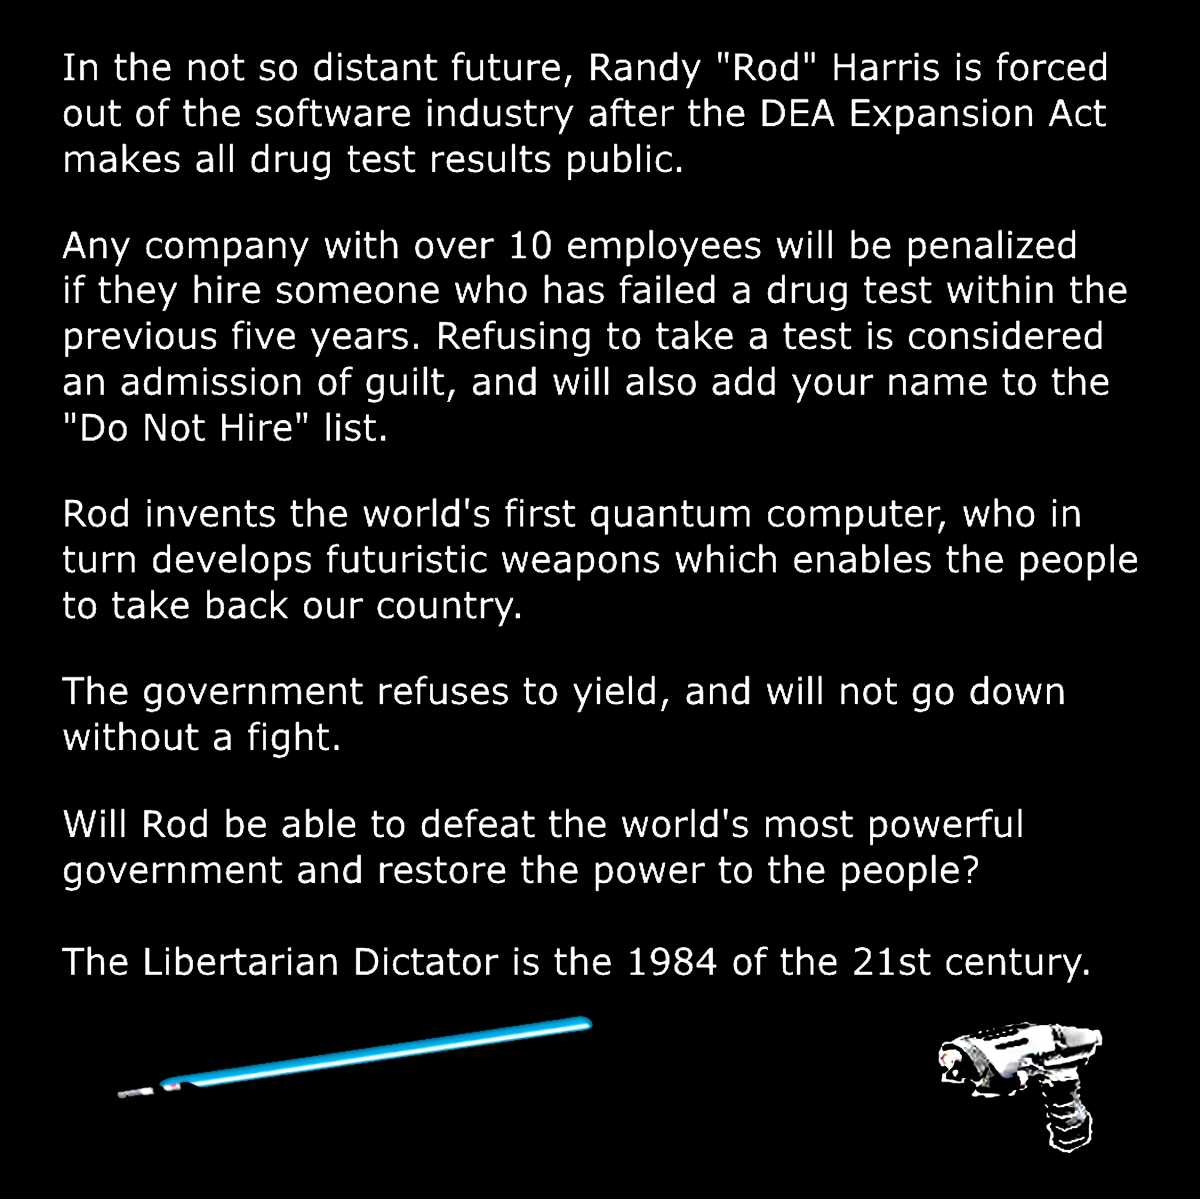 In the not so distant future, Randy "Rod" Harris is forced
out of the software industry after the DEA Expansion Act
makes all drug test results public.
Any company with over 10 employees will be penalized
if they hire someone who has failed a drug test within the
previous five years. Refusing to take a test is considered
an admission of guilt, and will also add your name to the
"Do Not Hire" list.
Rod invents the world's first quantum computer, who in
turn develops futuristic weapons which enables the people
to take back our country.
The government refuses to yield, and will not go down
without a fight.
Will Rod be able to defeat the world's most powerful
government and restore the power to the people?
The Libertarian Dictator is the 1984 of the 21st century.